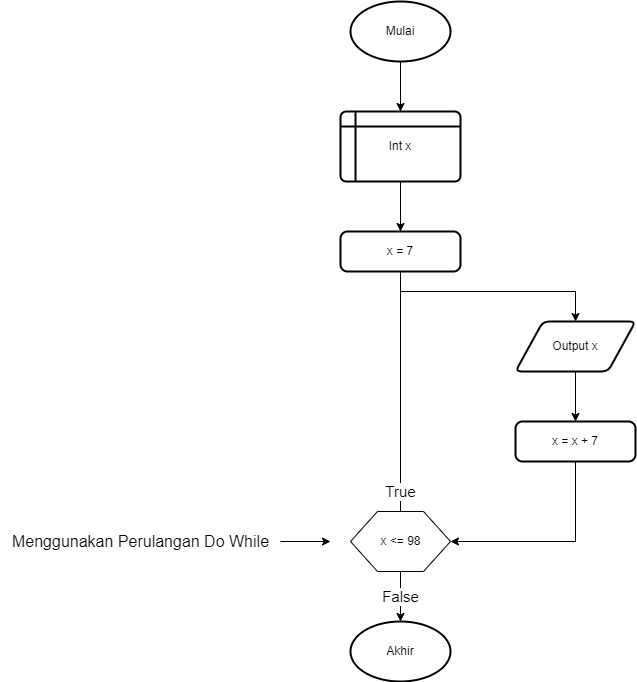 Mulai
Int x
x = 7
Output x
x = x + 7
True
Menggunakan Perulangan Do While
x <= 98
False
Akhir